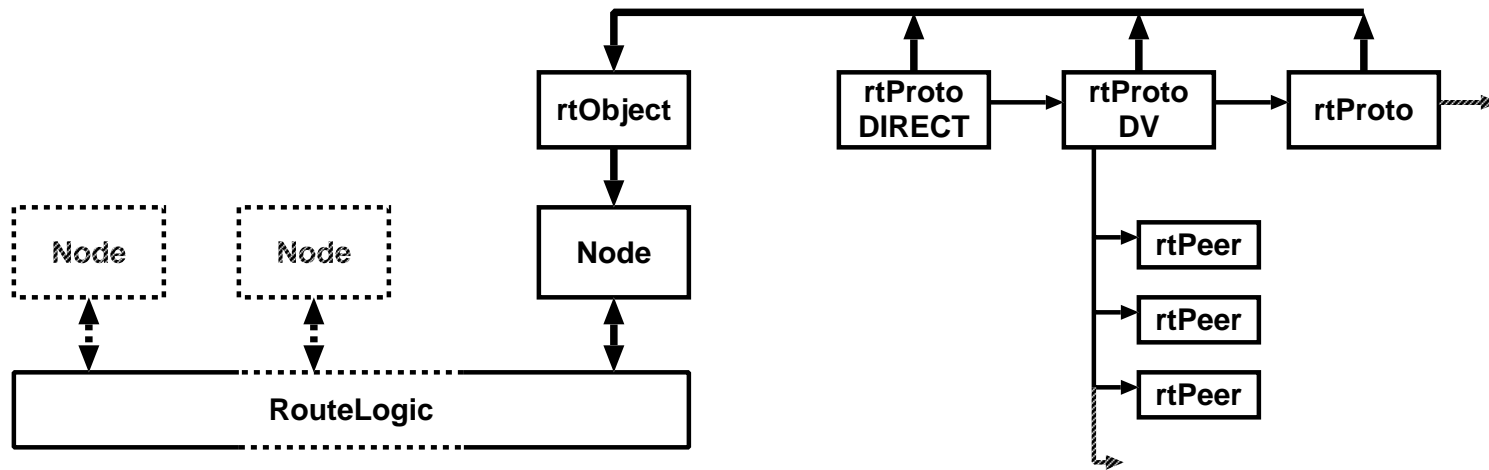 rtObject
rtProto
DIRECT
rtProto
DV
rtProto
Node
Node
Node
rtPeer
rtPeer
rtPeer
RouteLogic